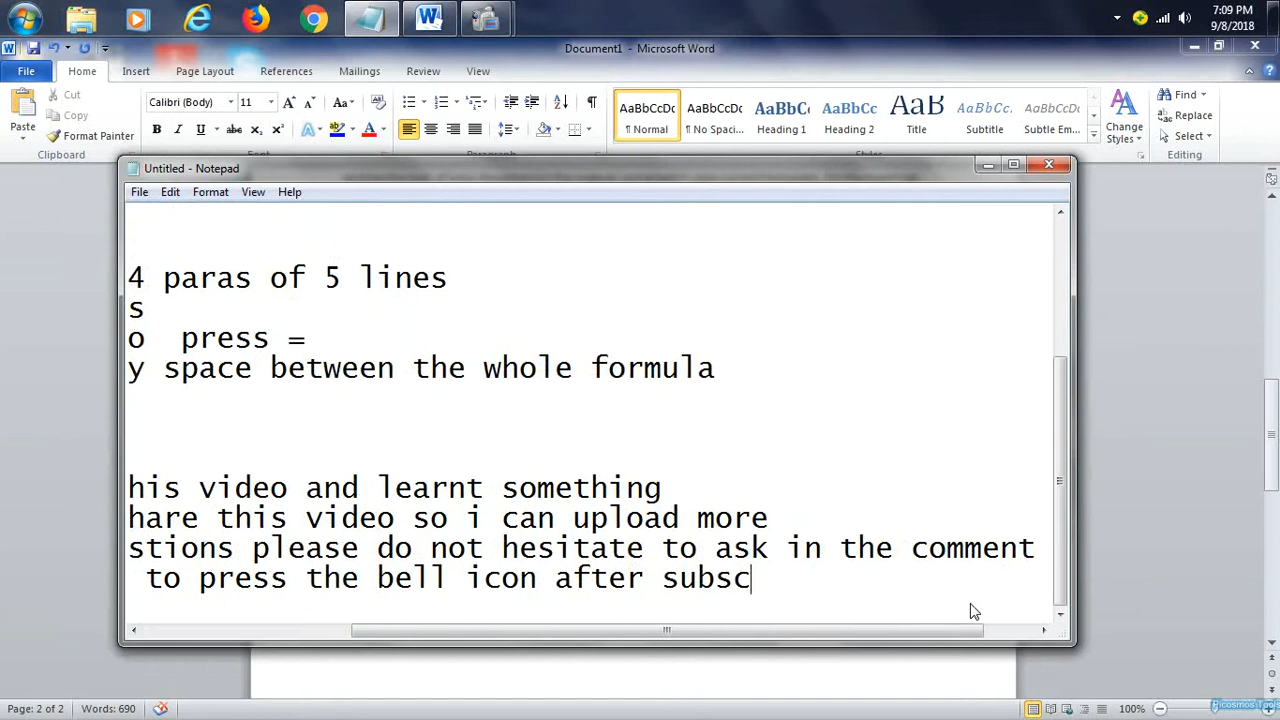 7:09 PM
9/8/2018
Document1 - Microsoft Word
File Home Insert Page Layout References Mailings Review View
Cut
Copy
Format Painter
Paste
Clipboard
Calibri (Body) 11
AaBbCcDc AaBbCcDc AaBbC AaBbCc AaB AaBbCc. AaBbCcDc
¶ Normal ¶ No Spaci... Heading 1 Heading 2 Title Subtitle Subtle Em...
Change Styles
Find
Replace
Select
Editing
Untitled - Notepad
File Edit Format View Help
4 paras of 5 lines
s
o  press =
y space between the whole formula
his video and learnt something
hare this video so i can upload more
stions please do not hesitate to ask in the comment
to press the bell icon after subsc
Page: 2 of 2 Words: 690
100%